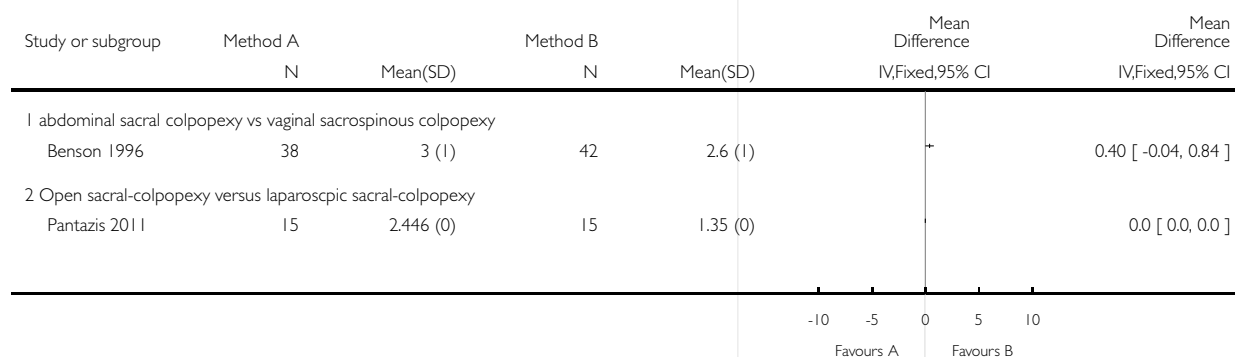 Mean Mean
Study or subgroup Method A Method B Difference Difference
N Mean(SD) N Mean(SD) IV,Fixed,95% CI IV,Fixed,95% CI
1 abdominal sacral colpopexy vs vaginal sacrospinous colpopexy
Benson 1996 38 3 (1) 42 2.6 (1) 0.40 [ -0.04, 0.84 ]
2 Open sacral-colpopexy versus laparoscpic sacral-colpopexy
Pantazis 2011 15 2.446 (0) 15 1.35 (0) 0.0 [ 0.0, 0.0 ]
-10 -5 0 5 10
Favours A Favours B